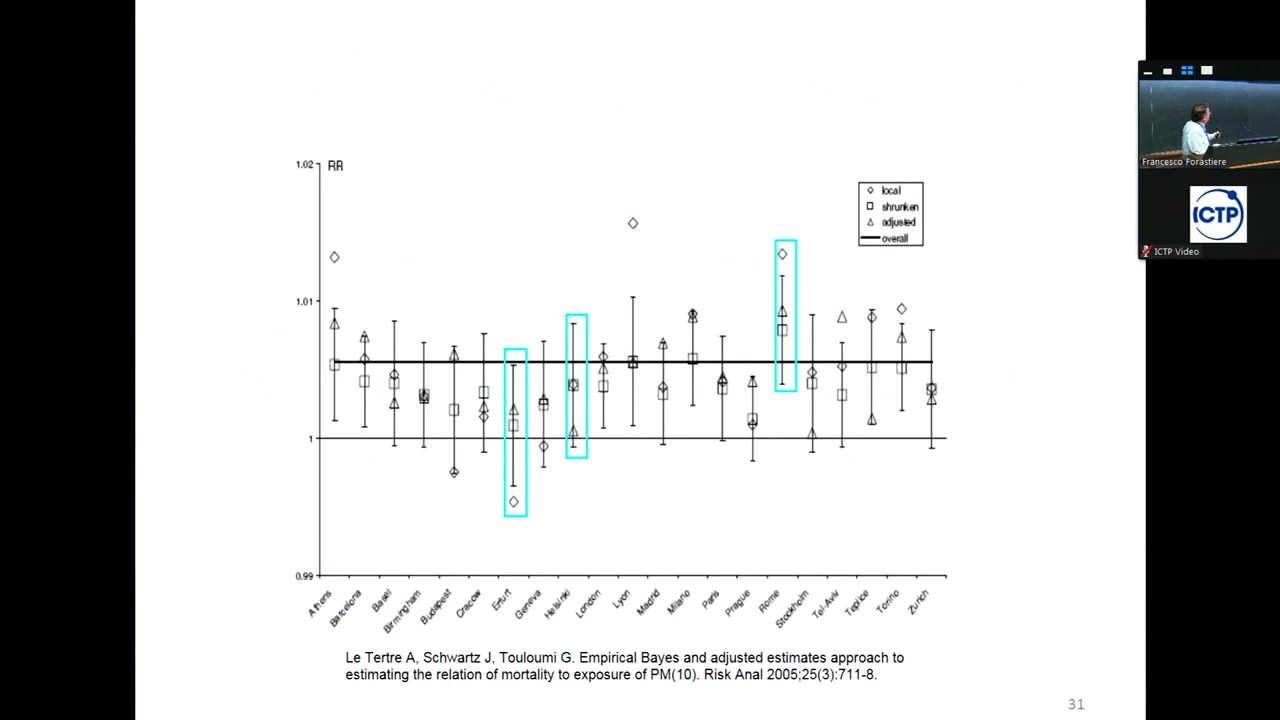 1.02
RR
local
shrunken
adjusted
overall
1.01
1
0.99
Athens
Barcelona
Basel
Birmingham
Budapest
Cracow
Erfurt
Geneva
Helsinki
London
Lyon
Madrid
Milano
Paris
Prague
Rome
Stockholm
Tel-Aviv
Teplice
Torino
Zurich
Le Tertre A, Schwartz J, Touloumi G. Empirical Bayes and adjusted estimates approach to
estimating the relation of mortality to exposure of PM(10). Risk Anal 2005;25(3):711-8.
31
Francesco Forastiere
ICTP
ICTP Video